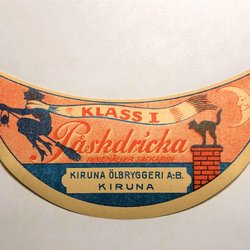 KLASS I
Påskdricka
INNEHÅLLER SACKARIN
KIRUNA ÖLBRYGGERI A.-B.
KIRUNA